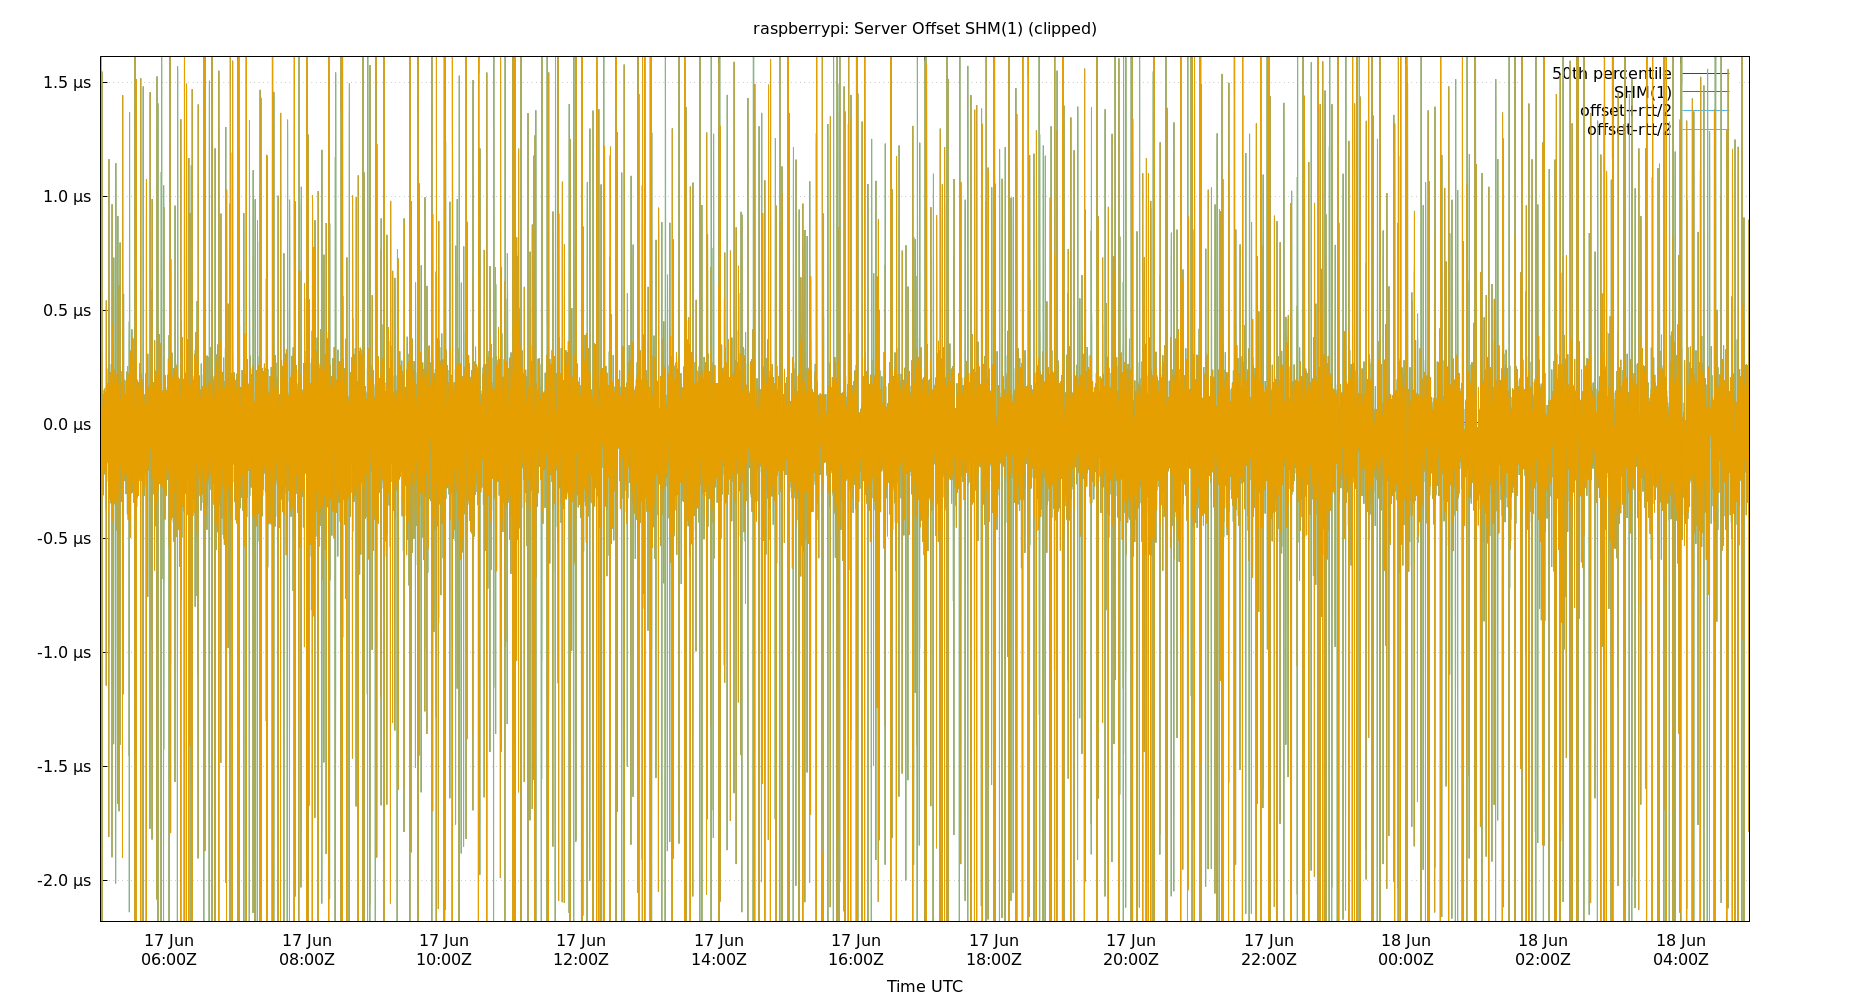 raspberrypi: Server Offset SHM(1) (clipped)
50th percentile
SHM(1)
offset+rtt/2
offset-rtt/2
1.5 µs
1.0 µs
0.5 µs
0.0 µs
-0.5 µs
-1.0 µs
-1.5 µs
-2.0 µs
17 Jun 17 Jun 17 Jun 17 Jun 17 Jun 17 Jun 17 Jun 17 Jun 17 Jun 18 Jun 18 Jun 18 Jun
06:00Z 08:00Z 10:00Z 12:00Z 14:00Z 16:00Z 18:00Z 20:00Z 22:00Z 00:00Z 02:00Z 04:00Z
Time UTC